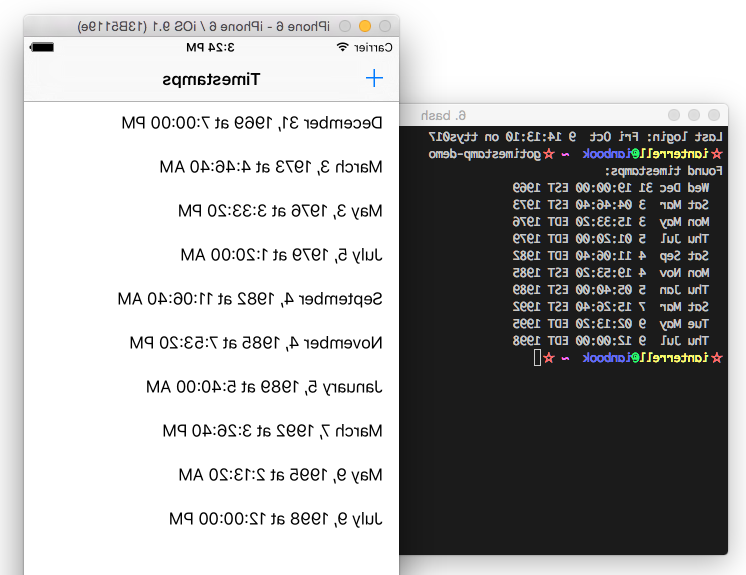 iPhone 6 - iPhone 6 / iOS 9.1 (13B5119e)
Carrier 3:24 PM
Timestamps
+
December 31, 1969 at 7:00:00 PM
March 3, 1973 at 4:46:40 AM
May 3, 1976 at 3:33:20 PM
July 5, 1979 at 1:20:00 AM
September 4, 1982 at 11:06:40 AM
November 4, 1985 at 7:53:20 PM
January 5, 1989 at 5:40:00 AM
March 7, 1992 at 3:26:40 PM
May 9, 1995 at 2:13:20 AM
July 9, 1998 at 12:00:00 PM
6. bash
Last login: Fri Oct  9 14:13:10 on ttys017
☆ianterrell@ianbook  ~ ☆gotimestamp-demo
Found timestamps:
Wed Dec 31 19:00:00 EST 1969
Sat Mar  3 04:46:40 EST 1973
Mon May  3 15:33:20 EDT 1976
Thu Jul  5 01:20:00 EDT 1979
Sat Sep  4 11:06:40 EDT 1982
Mon Nov  4 19:53:20 EST 1985
Thu Jan  5 05:40:00 EST 1989
Sat Mar  7 15:26:40 EST 1992
Tue May  9 02:13:20 EDT 1995
Thu Jul  9 12:00:00 EDT 1998
☆ianterrell@ianbook  ~ ☆